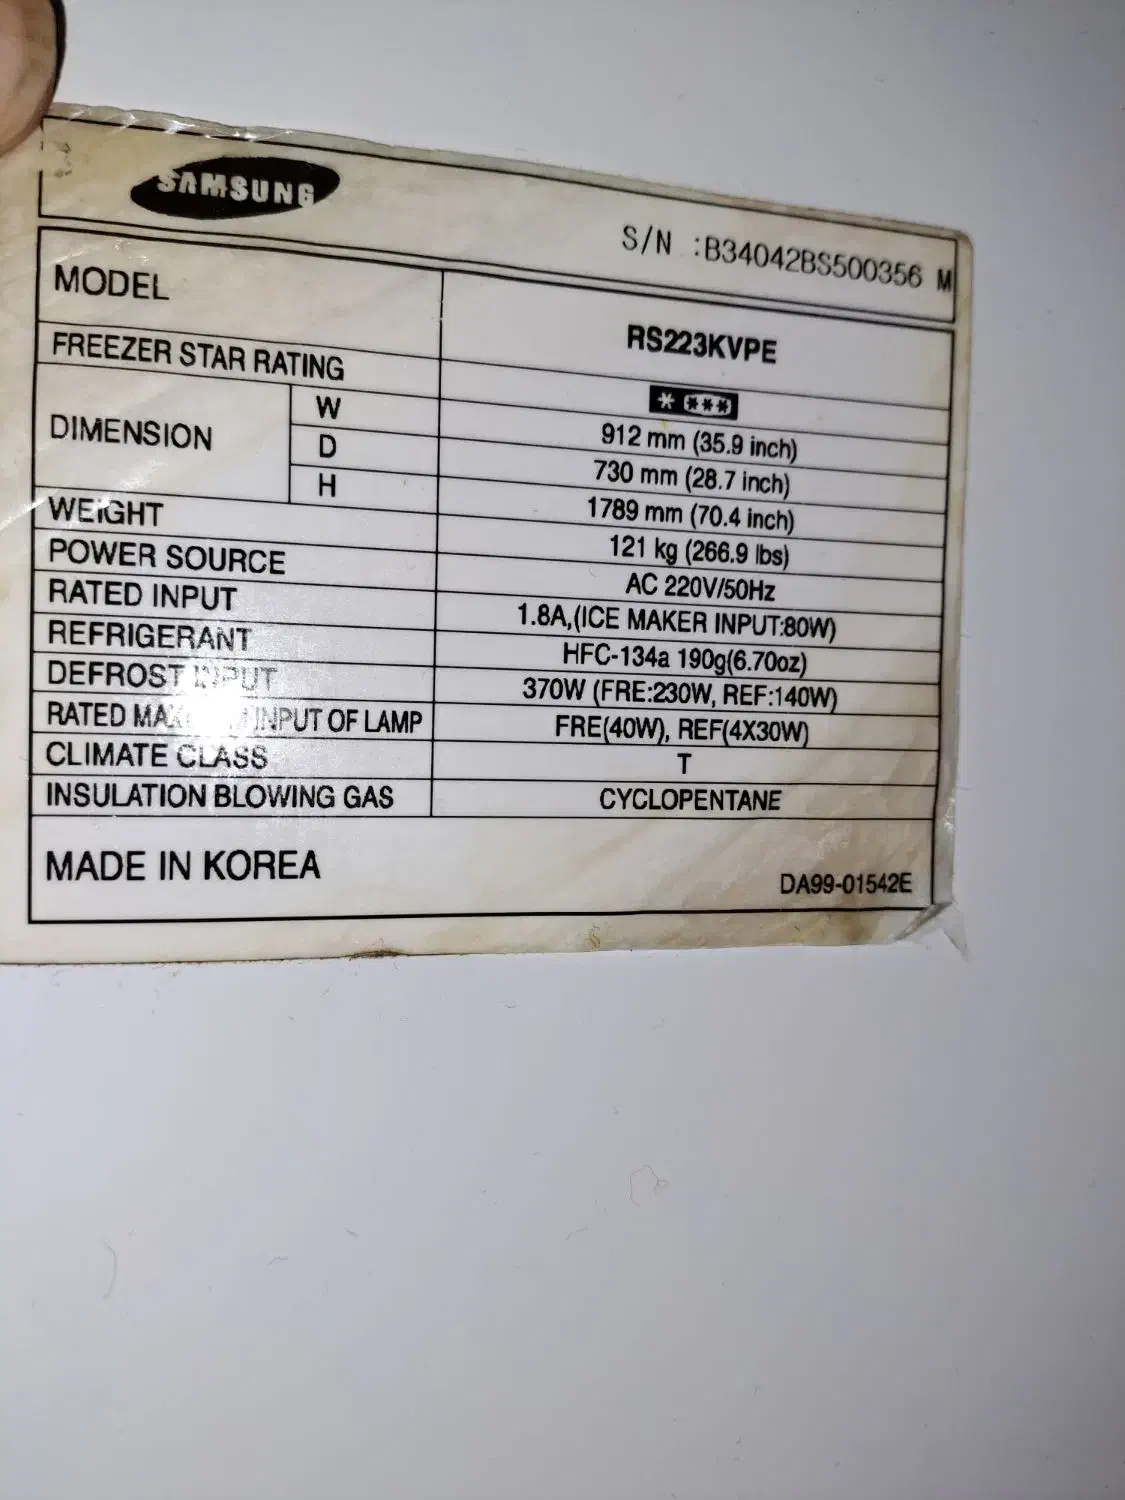 SAMSUNG
S/N :B34042BS500356 M
MODEL RS223KVPE
FREEZER STAR RATING * ***
DIMENSION W 912 mm (35.9 inch)
D 730 mm (28.7 inch)
H 1789 mm (70.4 inch)
WEIGHT 121 kg (266.9 lbs)
POWER SOURCE AC 220V/50Hz
RATED INPUT 1.8A,(ICE MAKER INPUT:80W)
REFRIGERANT HFC-134a 190g(6.70oz)
DEFROST INPUT 370W (FRE:230W, REF:140W)
RATED INPUT OF LAMP FRE(40W), REF(4X30W)
CLIMATE CLASS T
INSULATION BLOWING GAS CYCLOPENTANE
MADE IN KOREA
DA99-01542E